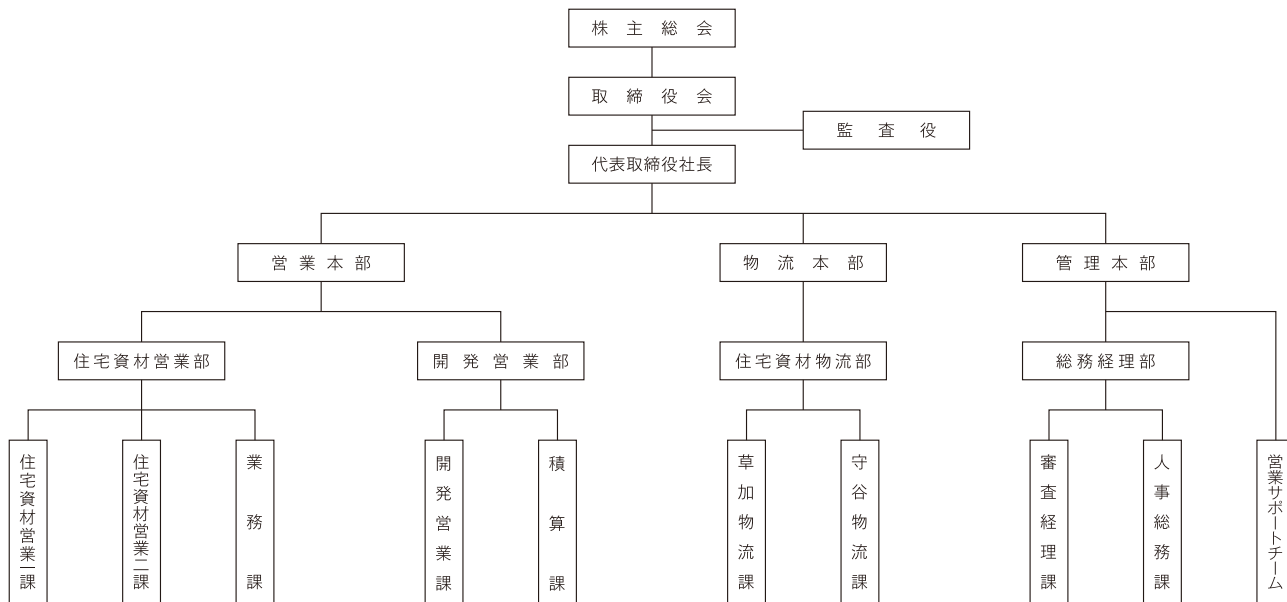 株主総会
取締役会
監査役
代表取締役社長
営業本部
物流本部
管理本部
住宅資材営業部
開発営業部
住宅資材物流部
総務経理部
住宅資材営業一課
住宅資材営業二課
業務課
開発営業課
積算課
草加物流課
守谷物流課
審査経理課
人事総務課
営業サポートチーム